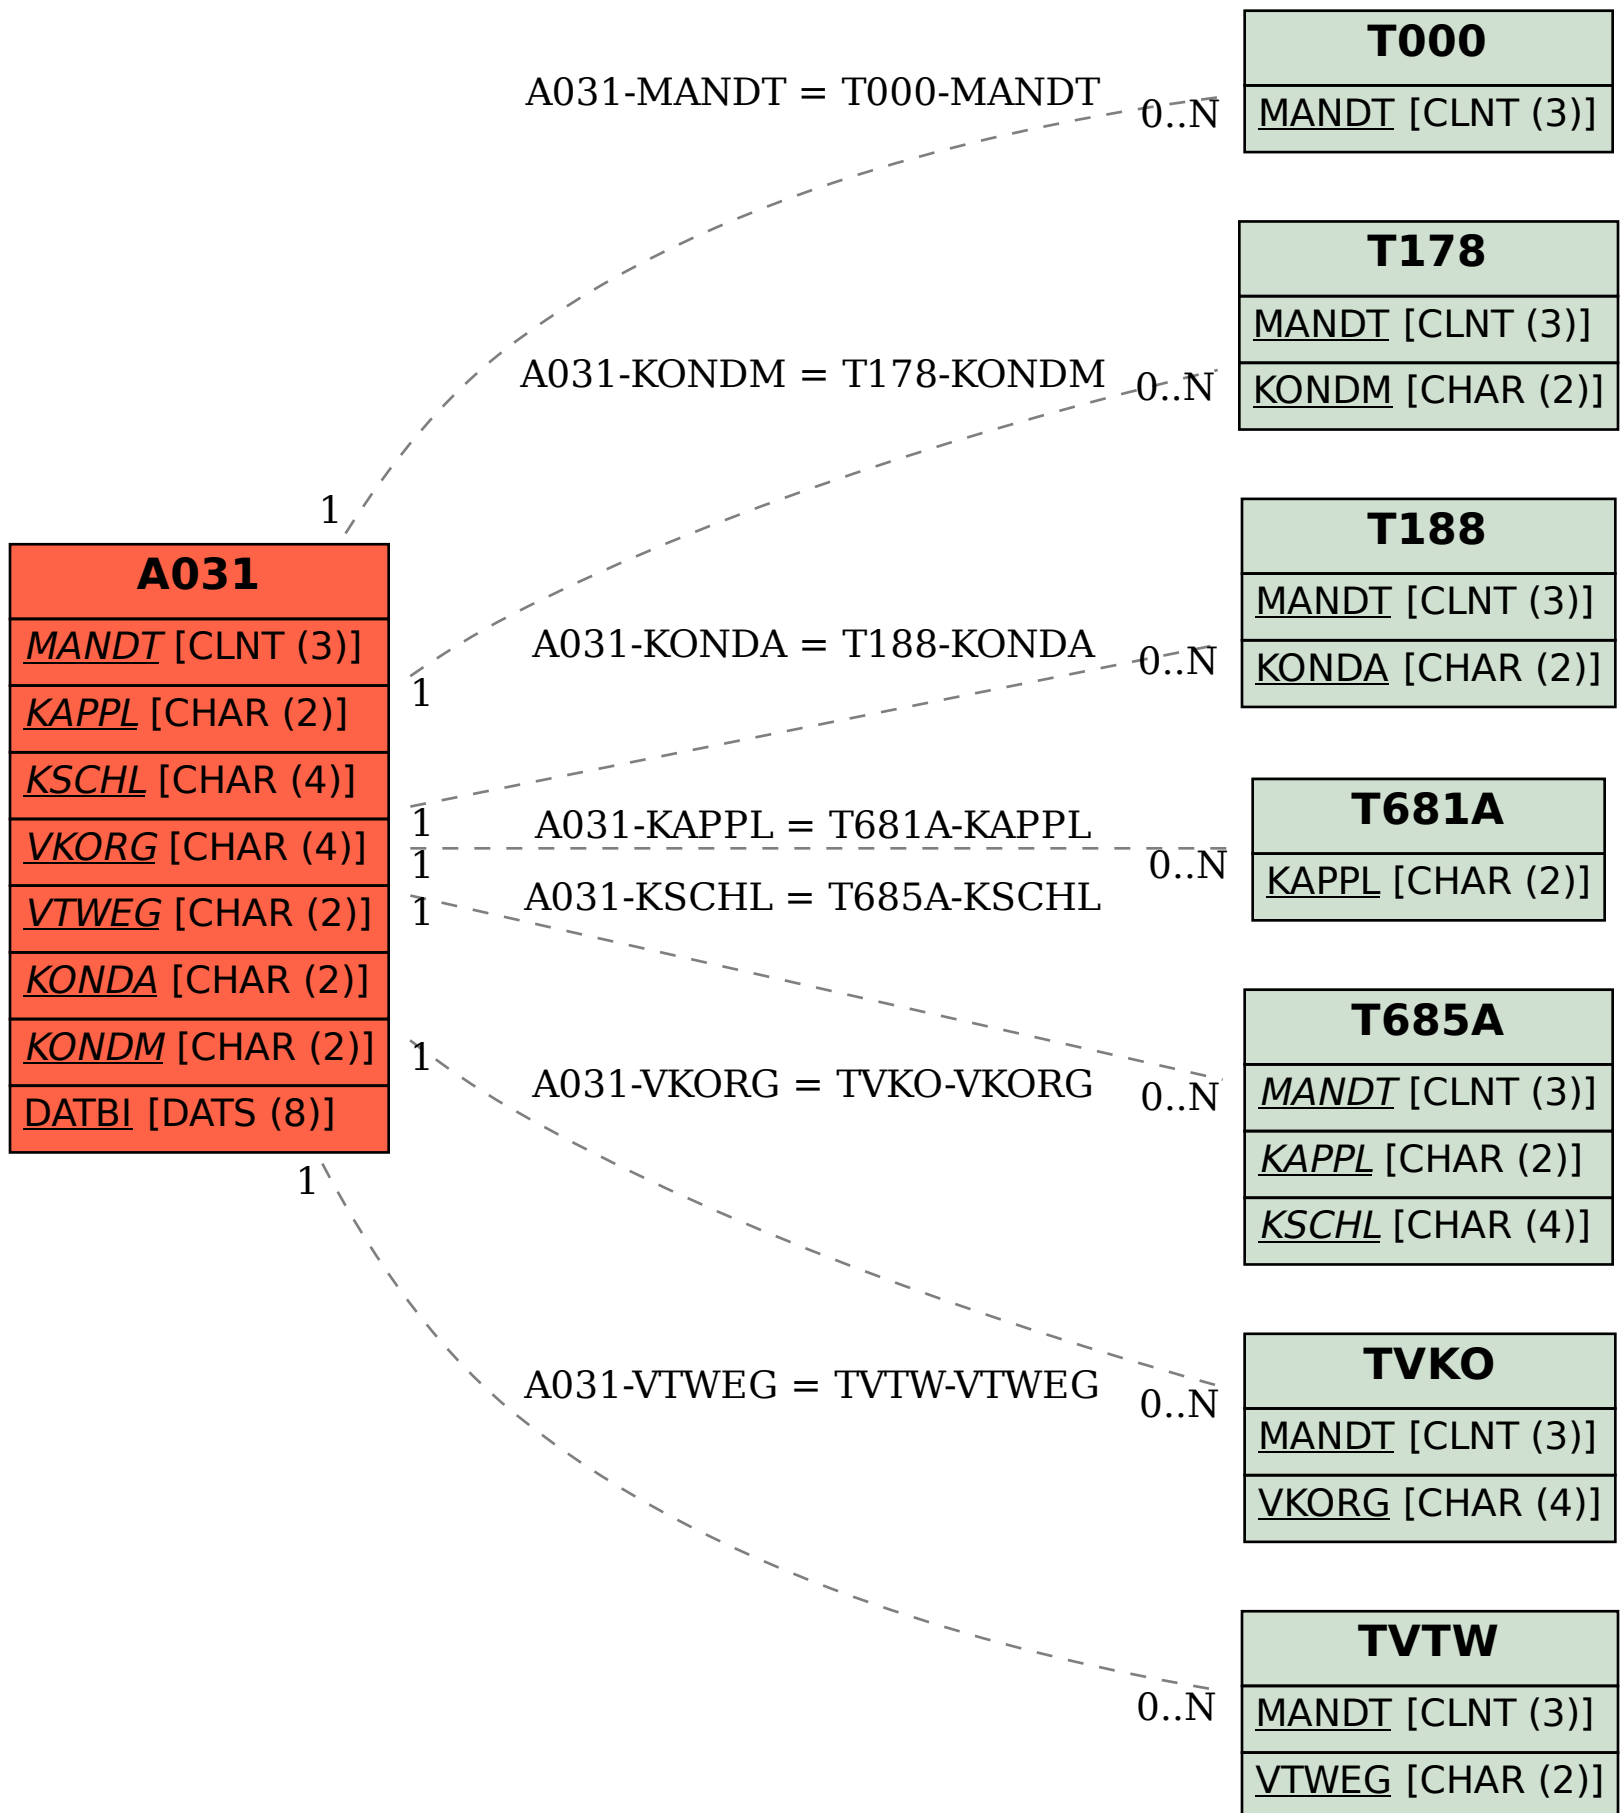 T000
MANDT [CLNT (3)]
A031-MANDT = T000-MANDT
0..N
1
T178
MANDT [CLNT (3)]
KONDM [CHAR (2)]
A031-KONDM = T178-KONDM
0..N
1
T188
MANDT [CLNT (3)]
KONDA [CHAR (2)]
A031-KONDA = T188-KONDA
0..N
1
A031
MANDT [CLNT (3)]
KAPPL [CHAR (2)]
KSCHL [CHAR (4)]
VKORG [CHAR (4)]
VTWEG [CHAR (2)]
KONDA [CHAR (2)]
KONDM [CHAR (2)]
DATBI [DATS (8)]
T681A
KAPPL [CHAR (2)]
A031-KAPPL = T681A-KAPPL
0..N
1
A031-KSCHL = T685A-KSCHL
1
0..N
T685A
MANDT [CLNT (3)]
KAPPL [CHAR (2)]
KSCHL [CHAR (4)]
A031-VKORG = TVKO-VKORG
1
0..N
TVKO
MANDT [CLNT (3)]
VKORG [CHAR (4)]
A031-VTWEG = TVTW-VTWEG
1
0..N
TVTW
MANDT [CLNT (3)]
VTWEG [CHAR (2)]